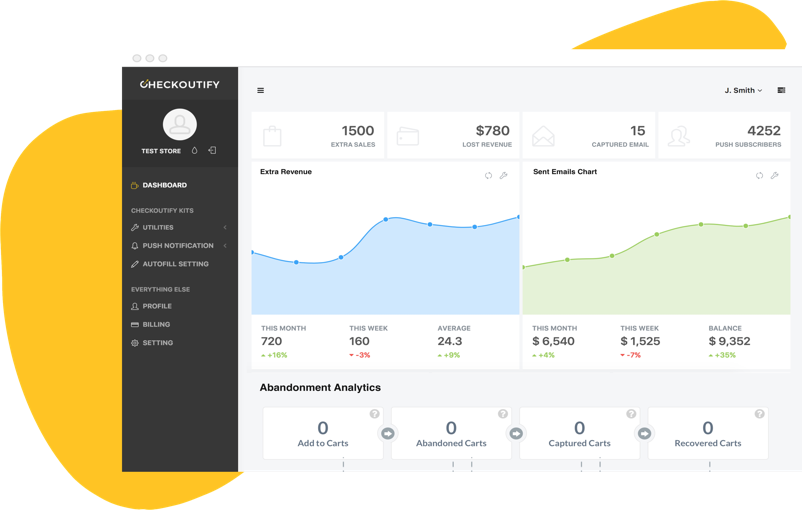 CHECKOUTIFY
TEST STORE
DASHBOARD
CHECKOUTIFY KITS
UTILITIES
PUSH NOTIFICATION
AUTOFILL SETTING
EVERYTHING ELSE
PROFILE
BILLING
SETTING
J. Smith
1500
EXTRA SALES
$780
LOST REVENUE
15
CAPTURED EMAIL
4252
PUSH SUBSCRIBERS
Extra Revenue
THIS MONTH THIS WEEK AVERAGE
720 160 24.3
+16% -3% +9%
Sent Emails Chart
THIS MONTH THIS WEEK BALANCE
$ 6,540 $ 1,525 $ 9,352
+4% -7% +35%
Abandonment Analytics
? ? ? ?
0 0 0 0
Add to Carts Abandoned Carts Captured Carts Recovered Carts